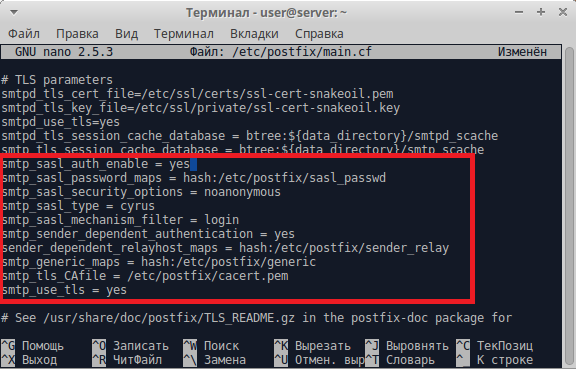 Терминал - user@server: ~
Файл Правка Вид Терминал Вкладки Справка
GNU nano 2.5.3 Файл: /etc/postfix/main.cf Изменён
# TLS parameters
smtpd_tls_cert_file=/etc/ssl/certs/ssl-cert-snakeoil.pem
smtpd_tls_key_file=/etc/ssl/private/ssl-cert-snakeoil.key
smtpd_use_tls=yes
smtpd_tls_session_cache_database = btree:${data_directory}/smtpd_scache
smtp_tls_session_cache_database = btree:${data_directory}/smtp_scache
smtp_sasl_auth_enable = yes
smtp_sasl_password_maps = hash:/etc/postfix/sasl_passwd
smtp_sasl_security_options = noanonymous
smtp_sasl_type = cyrus
smtp_sasl_mechanism_filter = login
smtp_sender_dependent_authentication = yes
sender_dependent_relayhost_maps = hash:/etc/postfix/sender_relay
smtp_generic_maps = hash:/etc/postfix/generic
smtp_tls_CAfile = /etc/postfix/cacert.pem
smtp_use_tls = yes
# See /usr/share/doc/postfix/TLS_README.gz in the postfix-doc package for
^G Помощь ^O Записать ^W Поиск ^K Вырезать ^J Выровнять ^C ТекПозиц
^X Выход ^R ЧитФайл ^\ Замена ^U Отмен. выр ^T Словарь ^_ К строке